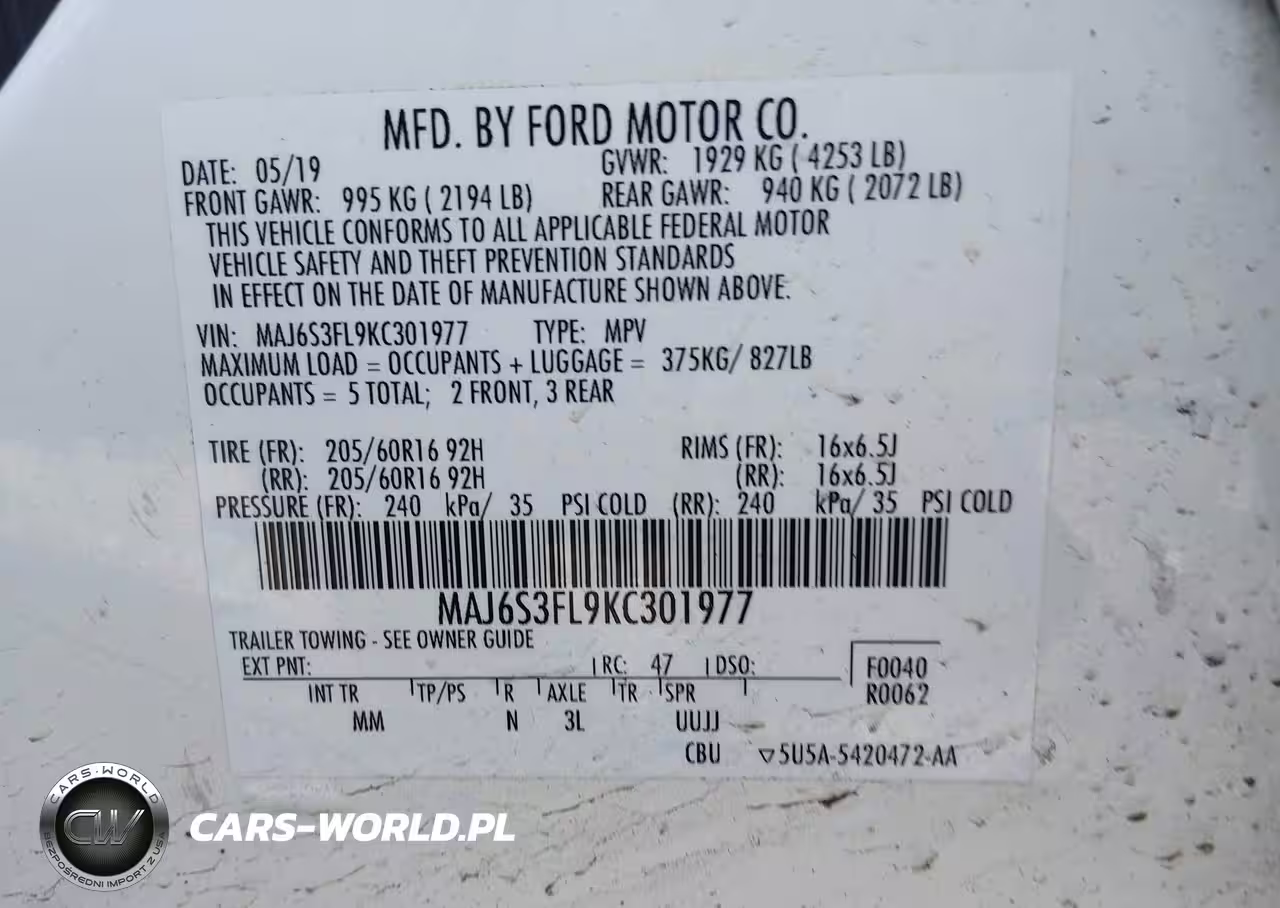 MFD. BY FORD MOTOR CO.
DATE: 05/19 GVWR: 1929 KG ( 4253 LB)
FRONT GAWR: 995 KG ( 2194 LB) REAR GAWR: 940 KG ( 2072 LB)
THIS VEHICLE CONFORMS TO ALL APPLICABLE FEDERAL MOTOR
VEHICLE SAFETY AND THEFT PREVENTION STANDARDS
IN EFFECT ON THE DATE OF MANUFACTURE SHOWN ABOVE.
VIN: MAJ6S3FL9KC301977 TYPE: MPV
MAXIMUM LOAD = OCCUPANTS + LUGGAGE = 375KG/ 827LB
OCCUPANTS = 5 TOTAL; 2 FRONT, 3 REAR
TIRE (FR): 205/60R16 92H RIMS (FR): 16x6.5J
(RR): 205/60R16 92H (RR): 16x6.5J
PRESSURE (FR): 240 kPa/ 35 PSI COLD (RR): 240 kPa/ 35 PSI COLD
MAJ6S3FL9KC301977
TRAILER TOWING - SEE OWNER GUIDE
EXT PNT: RC: 47 DSO: F0040
INT TR TP/PS R AXLE TR SPR R0062
MM N 3L UUJJ
CBU ▽5U5A-5420472-AA
CARS-WORLD
CW
BEZPOŚREDNI IMPORT Z USA
CARS-WORLD.PL